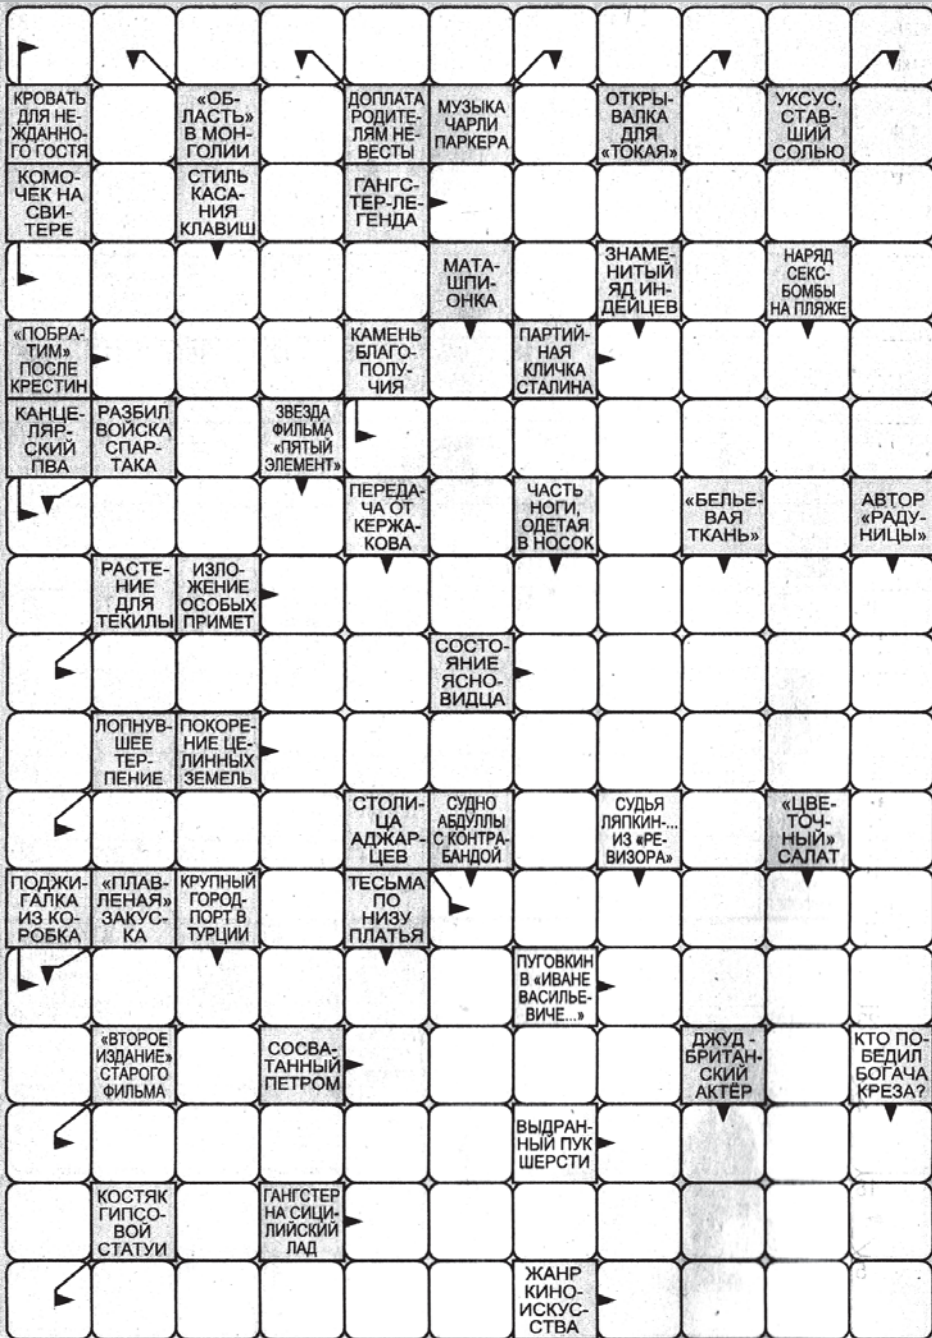 КРОВАТЬ
ДЛЯ НЕ-
ЖДАННО-
ГО ГОСТЯ
«ОБ-
ЛАСТЬ»
В МОН-
ГОЛИИ
ДОПЛАТА
РОДИТЕ-
ЛЯМ НЕ-
ВЕСТЫ
МУЗЫКА
ЧАРЛИ
ПАРКЕРА
ОТКРЫ-
ВАЛКА
ДЛЯ
«ТОКАЯ»
УКСУС,
СТАВ-
ШИЙ
СОЛЬЮ
КОМО-
ЧЕК НА
СВИ-
ТЕРЕ
СТИЛЬ
КАСА-
НИЯ
КЛАВИШ
ГАНГС-
ТЕР-ЛЕ-
ГЕНДА
МАТА-
ШПИ-
ОНКА
ЗНАМЕ-
НИТЫЙ
ЯД ИН-
ДЕЙЦЕВ
НАРЯД
СЕКС-
БОМБЫ
НА ПЛЯЖЕ
«ПОБРА-
ТИМ»
ПОСЛЕ
КРЕСТИН
КАМЕНЬ
БЛАГО-
ПОЛУ-
ЧИЯ
ПАРТИЙ-
НАЯ
КЛИЧКА
СТАЛИНА
КАНЦЕ-
ЛЯР-
СКИЙ
ПВА
РАЗБИЛ
ВОЙСКА
СПАР-
ТАКА
ЗВЕЗДА
ФИЛЬМА
«ПЯТЫЙ
ЭЛЕМЕНТ»
ПЕРЕДА-
ЧА ОТ
КЕРЖА-
КОВА
ЧАСТЬ
НОГИ,
ОДЕТАЯ
В НОСОК
«БЕЛЬЕ-
ВАЯ
ТКАНЬ»
АВТОР
«РАДУ-
НИЦЫ»
РАСТЕ-
НИЕ
ДЛЯ
ТЕКИЛЫ
ИЗЛО-
ЖЕНИЕ
ОСОБЫХ
ПРИМЕТ
СОСТО-
ЯНИЕ
ЯСНО-
ВИДЦА
ЛОПНУВ-
ШЕЕ
ТЕР-
ПЕНИЕ
ПОКОРЕ-
НИЕ ЦЕ-
ЛИННЫХ
ЗЕМЕЛЬ
СТОЛИ-
ЦА
АДЖАР-
ЦЕВ
СУДНО
АБДУЛЛЫ
С КОНТРА-
БАНДОЙ
СУДЬЯ
ЛЯПКИН-...
ИЗ «РЕ-
ВИЗОРА»
«ЦВЕ-
ТОЧ-
НЫЙ»
САЛАТ
ПОДЖИ-
ГАЛКА
ИЗ КО-
РОБКА
«ПЛАВ-
ЛЕНАЯ»
ЗАКУС-
КА
КРУПНЫЙ
ГОРОД-
ПОРТ В
ТУРЦИИ
ТЕСЬМА
ПО
НИЗУ
ПЛАТЬЯ
ПУГОВКИН
В «ИВАНЕ
ВАСИЛЬЕ-
ВИЧЕ...»
«ВТОРОЕ
ИЗДАНИЕ»
СТАРОГО
ФИЛЬМА
СОСВА-
ТАННЫЙ
ПЕТРОМ
ДЖУД -
БРИТАН-
СКИЙ
АКТЁР
КТО ПО-
БЕДИЛ
БОГАЧА
КРЕЗА?
ВЫДРАН-
НЫЙ ПУК
ШЕРСТИ
КОСТЯК
ГИПСО-
ВОЙ
СТАТУИ
ГАНГСТЕР
НА СИЦИ-
ЛИЙСКИЙ
ЛАД
ЖАНР
КИНО-
ИСКУС-
СТВА